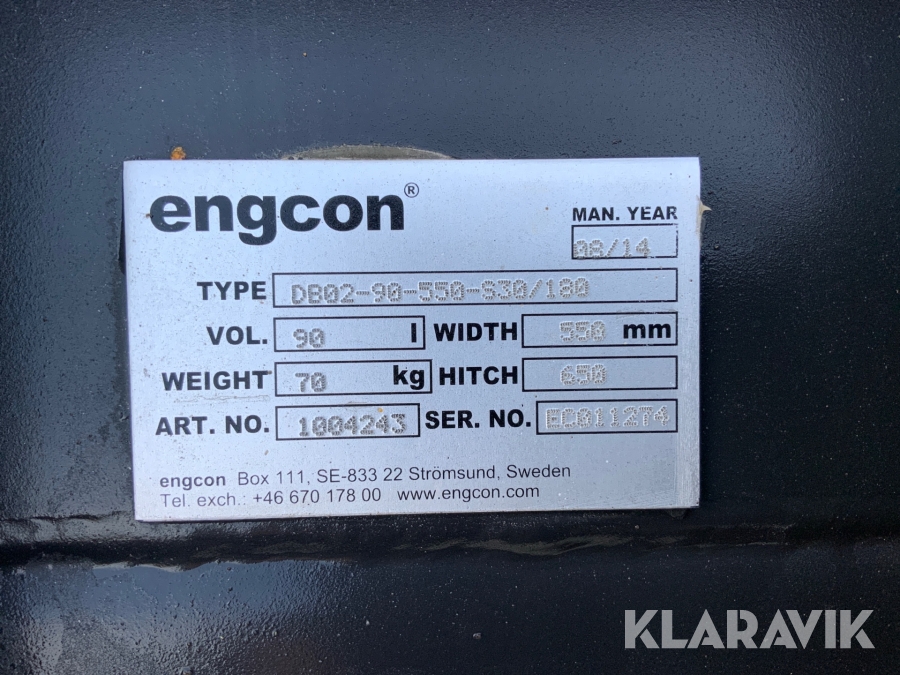 engcon®
MAN. YEAR
08/14
TYPE DB02-90-550-S30/180
VOL. 90 l WIDTH 550 mm
WEIGHT 70 kg HITCH 650
ART. NO. 1004243 SER. NO. EC011274
engcon Box 111, SE-833 22 Strömsund, Sweden
Tel. exch.: +46 670 178 00 www.engcon.com
KLARAVIK